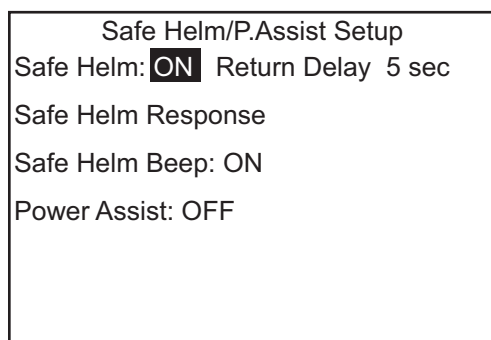 Safe Helm/P.Assist Setup
Safe Helm: ON Return Delay 5 sec
Safe Helm Response
Safe Helm Beep: ON
Power Assist: OFF